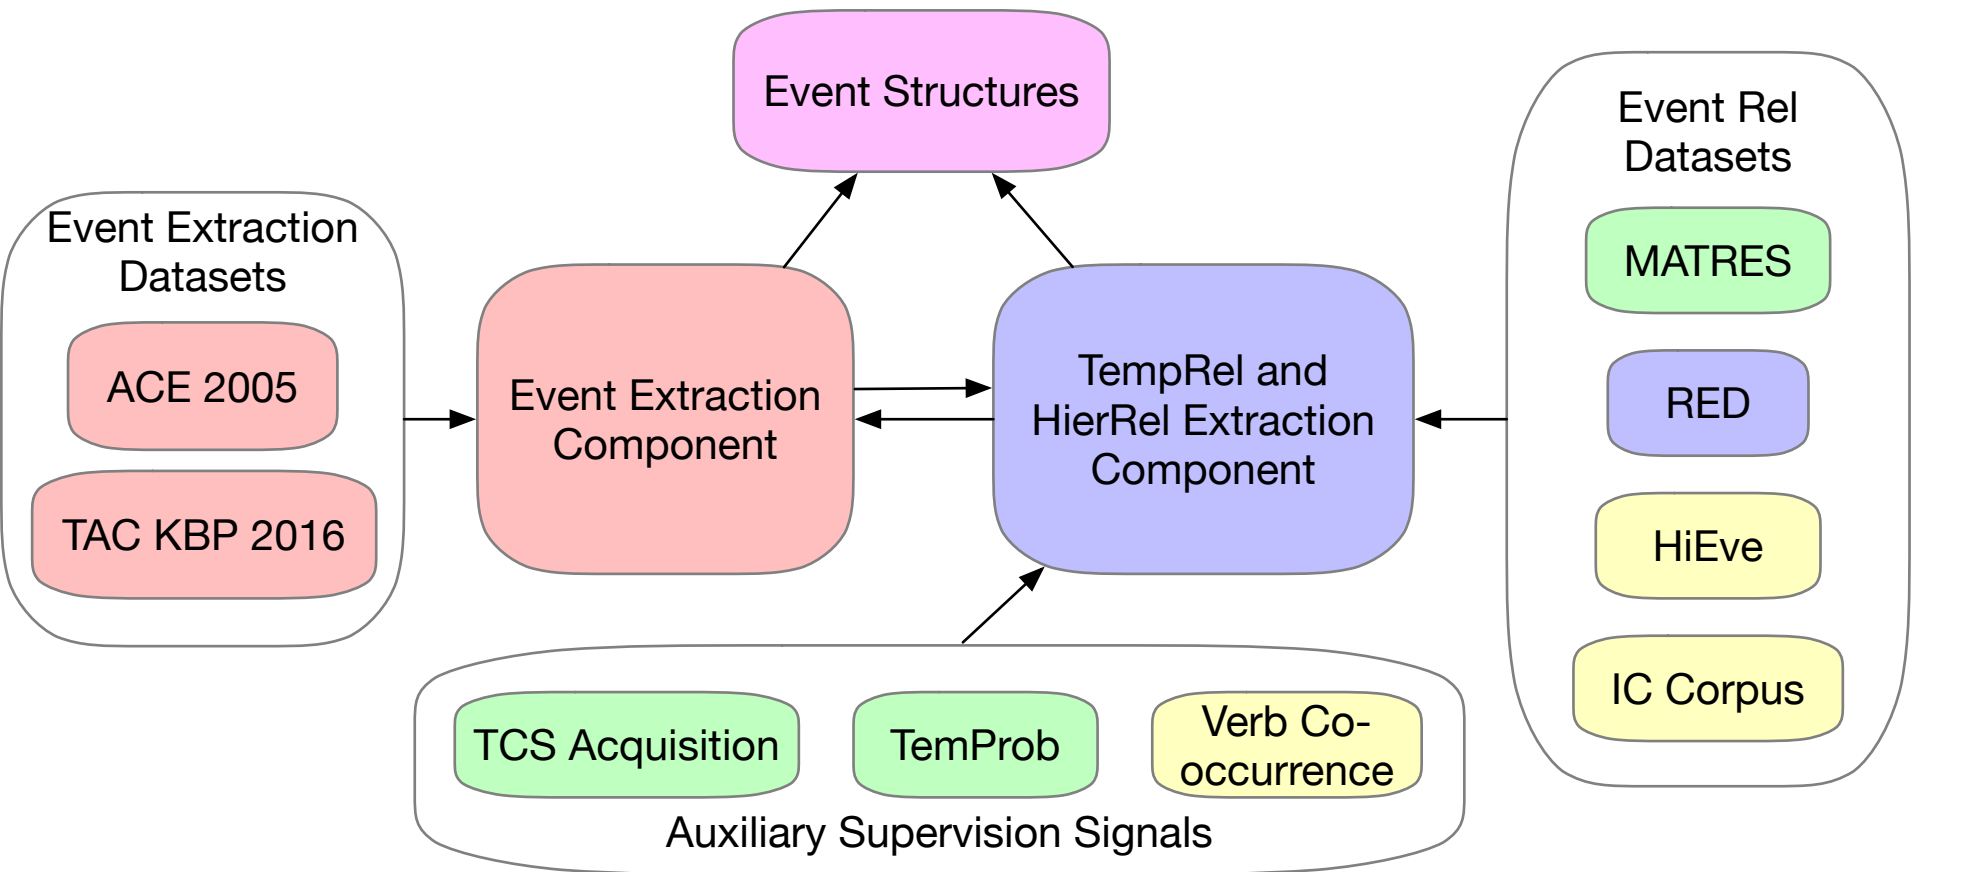 Event Structures
Event Extraction
Datasets
ACE 2005
TAC KBP 2016
Event Extraction
Component
TempRel and
HierRel Extraction
Component
Event Rel
Datasets
MATRES
RED
HiEve
IC Corpus
TCS Acquisition
TemProb
Verb Co-
occurrence
Auxiliary Supervision Signals